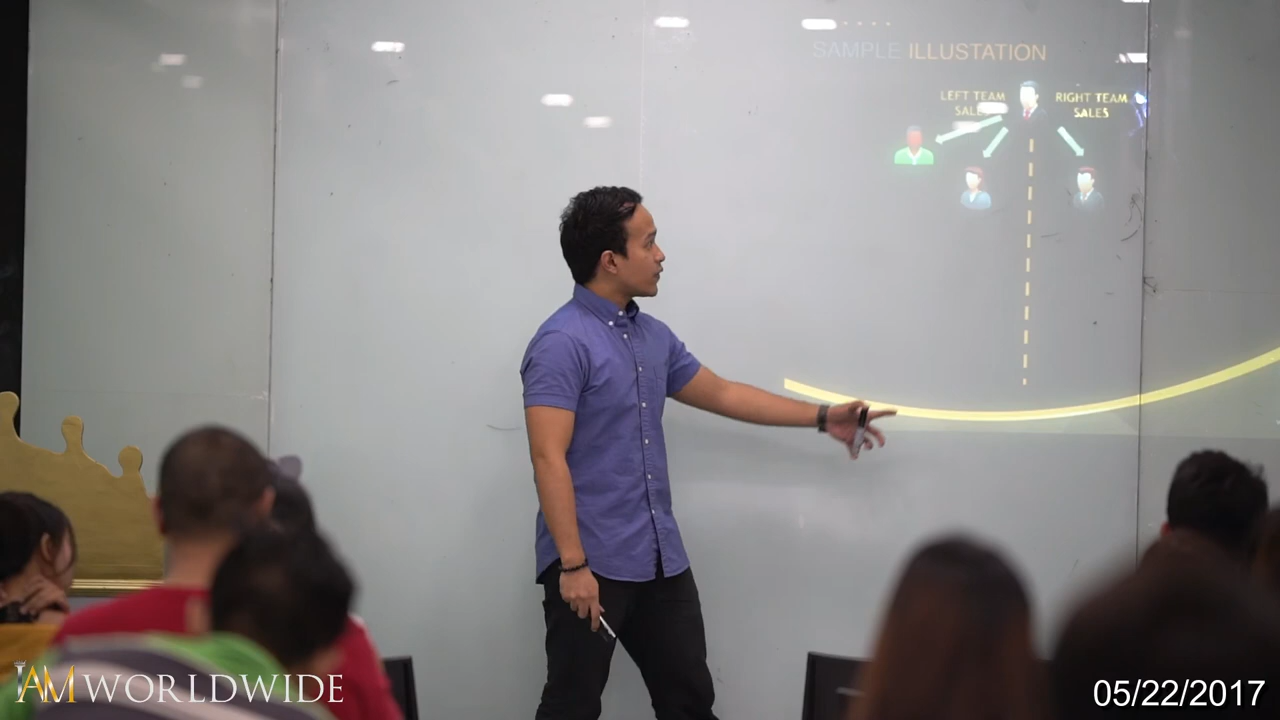 SAMPLE ILLUSTATION
LEFT TEAM
SALES
RIGHT TEAM
SALES
IAM WORLDWIDE
05/22/2017